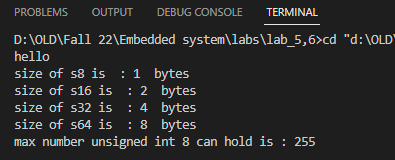 PROBLEMS OUTPUT DEBUG CONSOLE TERMINAL
D:\OLD\Fall 22\Embedded system\labs\lab_5,6>cd "d:\OLD\
hello
size of s8 is  : 1  bytes
size of s16 is  : 2  bytes
size of s32 is  : 4  bytes
size of s64 is  : 8  bytes
max number unsigned int 8 can hold is : 255